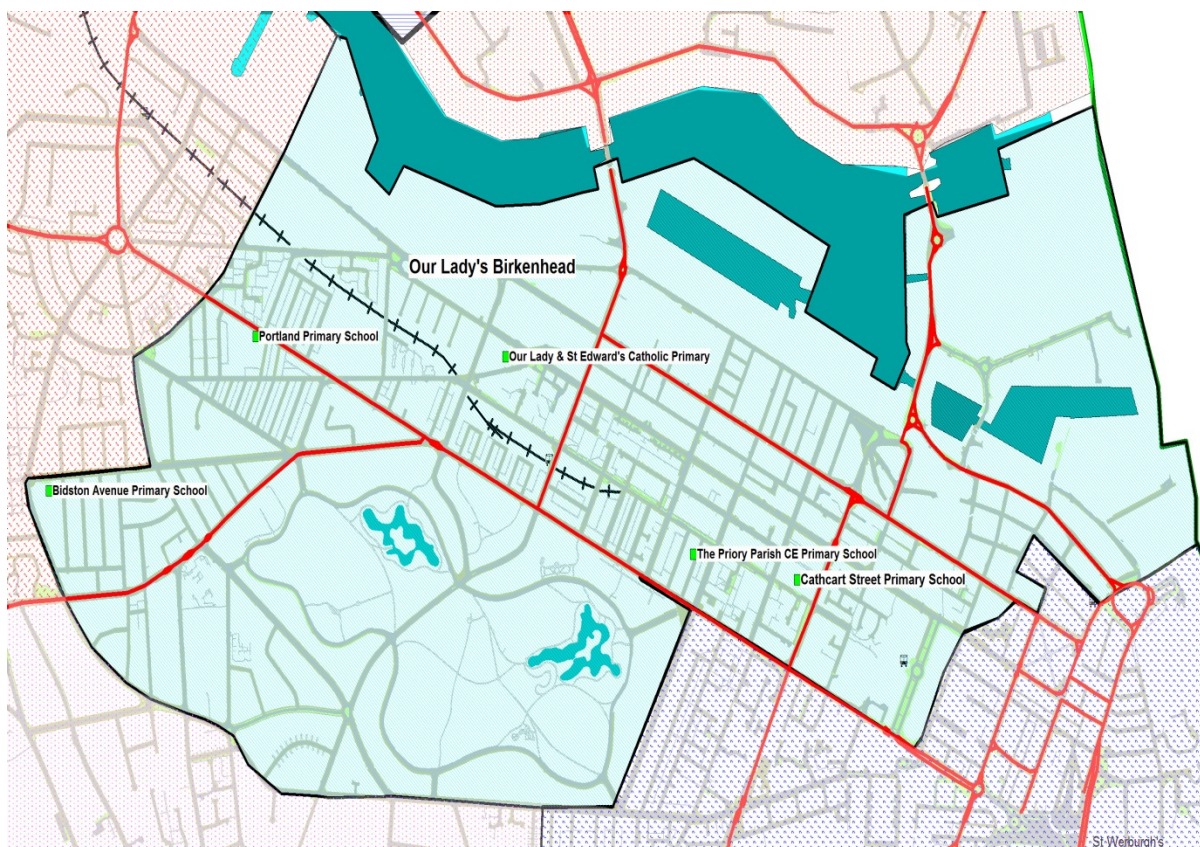 Our Lady's Birkenhead
Portland Primary School
Our Lady & St Edward's Catholic Primary
Bidston Avenue Primary School
The Priory Parish CE Primary School
Cathcart Street Primary School
St Werburgh's